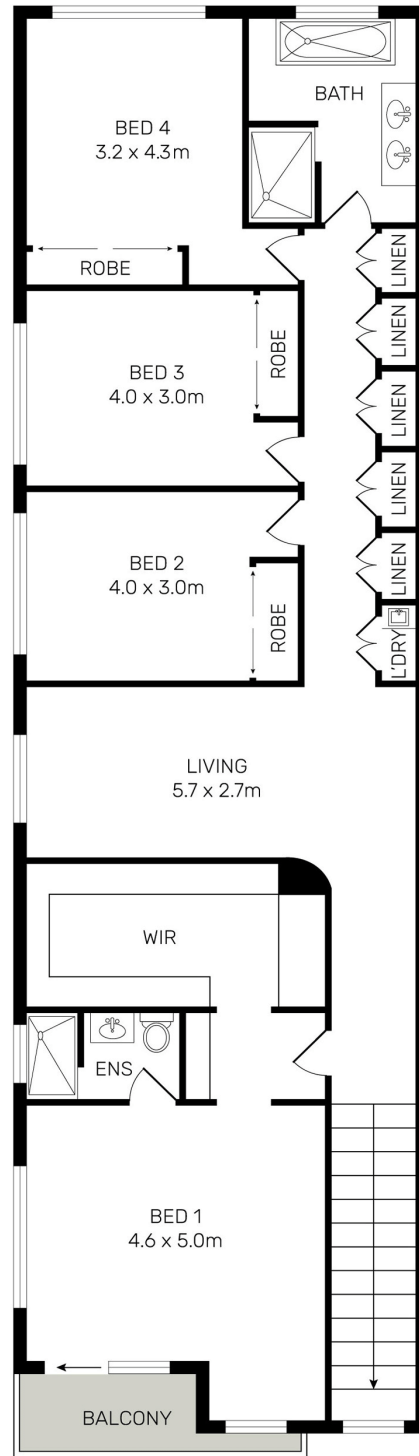 BATH
BED 4
3.2 x 4.3m
ROBE
LINEN
LINEN
BED 3
4.0 x 3.0m
ROBE
LINEN
LINEN
BED 2
4.0 x 3.0m
ROBE
LINEN
L'DRY
LIVING
5.7 x 2.7m
WIR
ENS
BED 1
4.6 x 5.0m
BALCONY